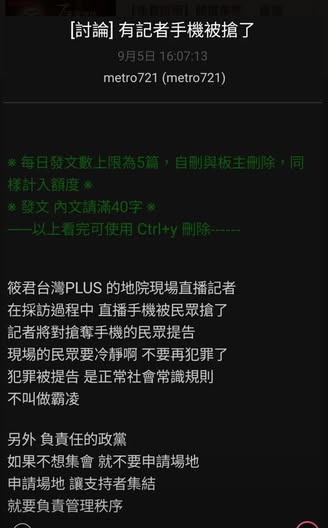 [討論] 有記者手機被搶了
9月5日 16:07:13
metro721 (metro721)
※ 每日發文數上限為5篇，自刪與板主刪除，同
樣計入額度 ※
※ 發文 內文請滿40字 ※
——以上看完可使用 Ctrl+y 刪除------
筱君台灣PLUS 的地院現場直播記者
在採訪過程中 直播手機被民眾搶了
記者將對搶奪手機的民眾提告
現場的民眾要冷靜啊 不要再犯罪了
犯罪被提告 是正常社會常識規則
不叫做霸凌
另外 負責任的政黨
如果不想集會 就不要申請場地
申請場地 讓支持者集結
就要負責管理秩序